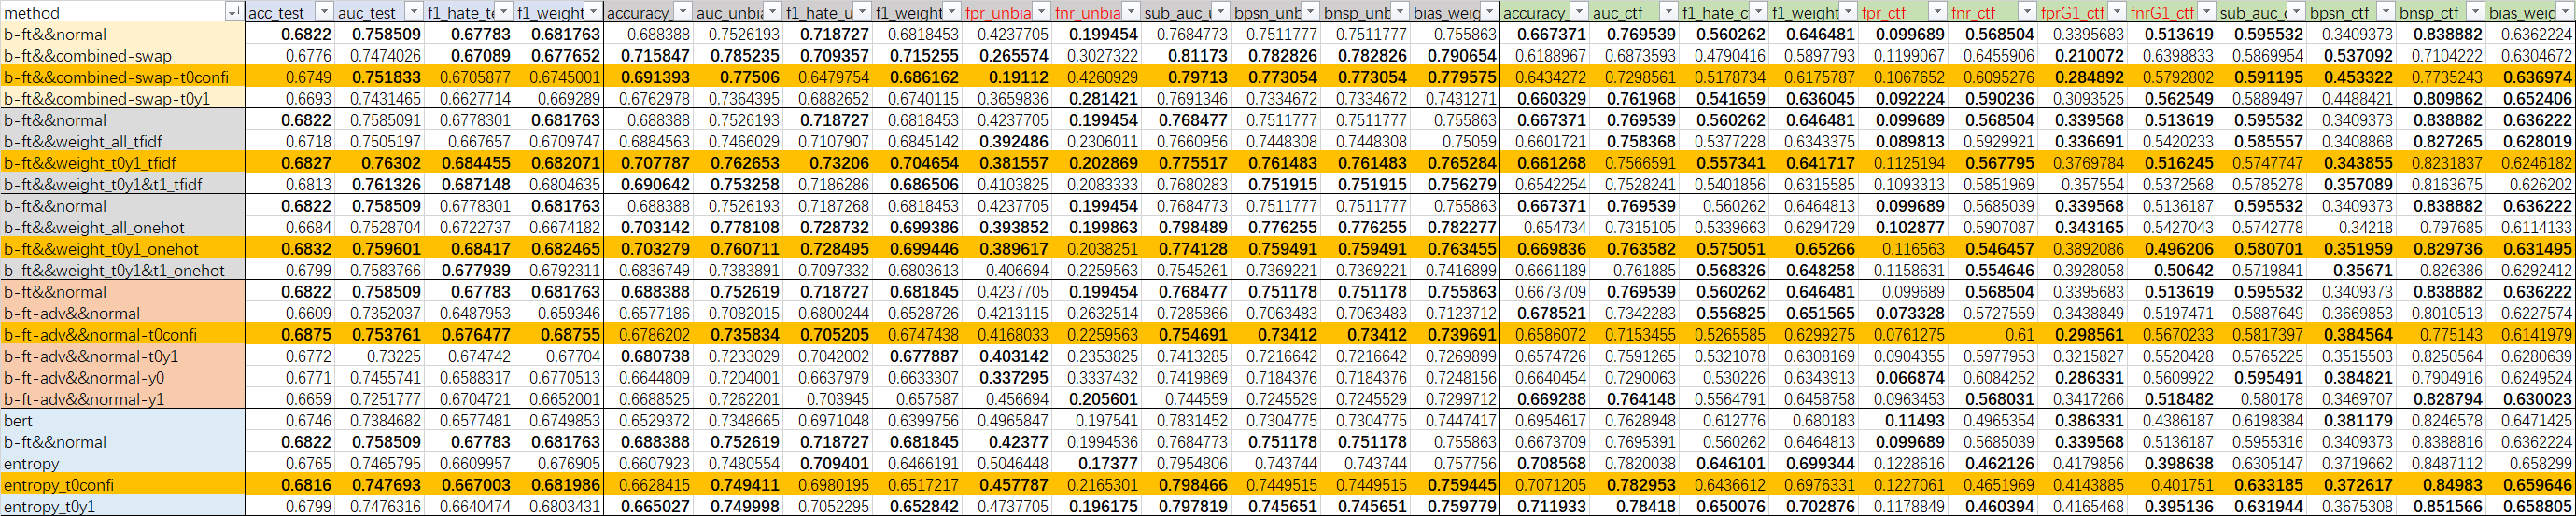 method acc_test auc_test f1_hate_te f1_weight accuracy_ auc_unbia f1_hate_u f1_weight fpr_unbia fnr_unbia sub_auc_u bpsn_unb bnsp_unb bias_weig accuracy_ auc_ctf f1_hate_c f1_weight fpr_ctf fnr_ctf fprG1_ctf fnrG1_ctf sub_auc_c bpsn_ctf bnsp_ctf bias_weig
b-ft&&normal 0.6822 0.758509 0.67783 0.681763 0.688388 0.7526193 0.718727 0.6818453 0.4237705 0.199454 0.7684773 0.7511777 0.7511777 0.755863 0.667371 0.769539 0.560262 0.646481 0.099689 0.568504 0.3395683 0.513619 0.595532 0.3409373 0.838882 0.6362224
b-ft&&combined-swap 0.6776 0.7474026 0.67089 0.677652 0.715847 0.785235 0.709357 0.715255 0.265574 0.3027322 0.81173 0.782826 0.782826 0.790654 0.6188967 0.6873593 0.4790416 0.5897793 0.1199067 0.6455906 0.210072 0.6398833 0.5869954 0.537092 0.7104222 0.6304672
b-ft&&combined-swap-t0confi 0.6749 0.751833 0.6705877 0.6745001 0.691393 0.77506 0.6479754 0.686162 0.19112 0.4260929 0.79713 0.773054 0.773054 0.779575 0.6434272 0.7298561 0.5178734 0.6175787 0.1067652 0.6095276 0.284892 0.5792802 0.591195 0.453322 0.7735243 0.636974
b-ft&&combined-swap-t0y1 0.6693 0.7431465 0.6627714 0.669289 0.6762978 0.7364395 0.6882652 0.6740115 0.3659836 0.281421 0.7691346 0.7334672 0.7334672 0.7431271 0.660329 0.761968 0.541659 0.636045 0.092224 0.590236 0.3093525 0.562549 0.5889497 0.4488421 0.809862 0.652406
b-ft&&normal 0.6822 0.7585091 0.6778301 0.681763 0.688388 0.7526193 0.718727 0.6818453 0.4237705 0.199454 0.768477 0.7511777 0.7511777 0.755863 0.667371 0.769539 0.560262 0.646481 0.099689 0.568504 0.339568 0.513619 0.595532 0.3409373 0.838882 0.636222
b-ft&&weight_all_tfidf 0.6718 0.7505197 0.667657 0.6709747 0.6884563 0.7466029 0.7107907 0.6845142 0.392486 0.2306011 0.7660956 0.7448308 0.7448308 0.75059 0.6601721 0.758368 0.5377228 0.6343375 0.089813 0.5929921 0.336691 0.5420233 0.585557 0.3408868 0.827265 0.628019
b-ft&&weight_t0y1_tfidf 0.6827 0.76302 0.684455 0.682071 0.707787 0.762653 0.73206 0.704654 0.381557 0.202869 0.775517 0.761483 0.761483 0.765284 0.661268 0.7566591 0.557341 0.641717 0.1125194 0.567795 0.3769784 0.516245 0.5747747 0.343855 0.8231837 0.6246182
b-ft&&weight_t0y1&t1_tfidf 0.6813 0.761326 0.687148 0.6804635 0.690642 0.753258 0.7186286 0.686506 0.4103825 0.2083333 0.7680283 0.751915 0.751915 0.756279 0.6542254 0.7528241 0.5401856 0.6315585 0.1093313 0.5851969 0.357554 0.5372568 0.5785278 0.357089 0.8163675 0.626202
b-ft&&normal 0.6822 0.758509 0.6778301 0.681763 0.688388 0.7526193 0.7187268 0.6818453 0.4237705 0.199454 0.7684773 0.7511777 0.7511777 0.755863 0.667371 0.769539 0.560262 0.6464813 0.099689 0.5685039 0.339568 0.5136187 0.595532 0.3409373 0.838882 0.636222
b-ft&&weight_all_onehot 0.6684 0.7528704 0.6722737 0.6674182 0.703142 0.778108 0.728732 0.699386 0.393852 0.199863 0.798489 0.776255 0.776255 0.782277 0.654734 0.7315105 0.5339663 0.6294729 0.102877 0.5907087 0.343165 0.5427043 0.5742778 0.34218 0.797685 0.6114133
b-ft&&weight_t0y1_onehot 0.6832 0.759601 0.68417 0.682465 0.703279 0.760711 0.728495 0.699446 0.389617 0.2038251 0.774128 0.759491 0.759491 0.763455 0.669836 0.763582 0.575051 0.65266 0.116563 0.546457 0.3892086 0.496206 0.580701 0.351959 0.829736 0.631495
b-ft&&weight_t0y1&t1_onehot 0.6799 0.7583766 0.677939 0.6792311 0.6836749 0.7383891 0.7097332 0.6803613 0.406694 0.2259563 0.7545261 0.7369221 0.7369221 0.7416899 0.6661189 0.761885 0.568326 0.648258 0.1158631 0.554646 0.3928058 0.50642 0.5719841 0.35671 0.826386 0.6292412
b-ft&&normal 0.6822 0.758509 0.67783 0.681763 0.688388 0.752619 0.718727 0.681845 0.4237705 0.199454 0.768477 0.751178 0.751178 0.755863 0.6673709 0.769539 0.560262 0.646481 0.099689 0.568504 0.3395683 0.513619 0.595532 0.3409373 0.838882 0.636222
b-ft-adv&&normal 0.6609 0.7352037 0.6487953 0.659346 0.6577186 0.7082015 0.6800244 0.6528726 0.4213115 0.2632514 0.7285866 0.7063483 0.7063483 0.7123712 0.678521 0.7342283 0.556825 0.651565 0.073328 0.5727559 0.3438849 0.5197471 0.5887649 0.3669853 0.8010513 0.6227574
b-ft-adv&&normal-t0confi 0.6875 0.753761 0.676477 0.68755 0.6786202 0.735834 0.705205 0.6747438 0.4168033 0.2259563 0.754691 0.73412 0.73412 0.739691 0.6586072 0.7153455 0.5265585 0.6299275 0.0761275 0.61 0.298561 0.5670233 0.5817397 0.384564 0.775143 0.6141979
b-ft-adv&&normal-t0y1 0.6772 0.73225 0.674742 0.67704 0.680738 0.7233029 0.7042002 0.677887 0.403142 0.2353825 0.7413285 0.7216642 0.7216642 0.7269899 0.6574726 0.7591265 0.5321078 0.6308169 0.0904355 0.5977953 0.3215827 0.5520428 0.5765225 0.3515503 0.8250564 0.6280639
b-ft-adv&&normal-y0 0.6771 0.7455741 0.6588317 0.6770513 0.6644809 0.7204001 0.6637979 0.6633307 0.337295 0.3337432 0.7419869 0.7184376 0.7184376 0.7248156 0.6640454 0.7290063 0.530226 0.6343913 0.066874 0.6084252 0.286331 0.5609922 0.595491 0.384821 0.7904916 0.6249524
b-ft-adv&&normal-y1 0.6659 0.7251777 0.6704721 0.6652001 0.6688525 0.7262201 0.703945 0.657587 0.456694 0.205601 0.744559 0.7245529 0.7245529 0.7299712 0.669288 0.764148 0.5564791 0.6458758 0.0963453 0.568031 0.3417266 0.518482 0.580178 0.3469707 0.828794 0.630023
bert 0.6746 0.7384682 0.6577481 0.6749853 0.6529372 0.7348665 0.6971048 0.6399756 0.4965847 0.197541 0.7831452 0.7304775 0.7304775 0.7447417 0.6954617 0.7628948 0.612776 0.680183 0.11493 0.4965354 0.386331 0.4386187 0.6198384 0.381179 0.8246578 0.6471425
b-ft&&normal 0.6822 0.758509 0.67783 0.681763 0.688388 0.752619 0.718727 0.681845 0.42377 0.1994536 0.7684773 0.751178 0.751178 0.755863 0.6673709 0.7695391 0.560262 0.6464813 0.099689 0.5685039 0.339568 0.5136187 0.5955316 0.3409373 0.8388816 0.6362224
entropy 0.6765 0.7465795 0.6609957 0.676905 0.6607923 0.7480554 0.709401 0.6466191 0.5046448 0.17377 0.7954806 0.743744 0.743744 0.757756 0.708568 0.7820038 0.646101 0.699344 0.1228616 0.462126 0.4179856 0.398638 0.6305147 0.3719662 0.8487112 0.658299
entropy_t0confi 0.6816 0.747693 0.667003 0.681986 0.6628415 0.749411 0.6980195 0.6517217 0.457787 0.2165301 0.798466 0.7449515 0.7449515 0.759445 0.7071205 0.782953 0.6436612 0.6976331 0.1227061 0.4651969 0.4143885 0.401751 0.633185 0.372617 0.84983 0.659646
entropy_t0y1 0.6799 0.7476316 0.6640474 0.6803431 0.665027 0.749998 0.7052295 0.652842 0.4737705 0.196175 0.797819 0.745651 0.745651 0.759779 0.711933 0.78418 0.650076 0.702876 0.1178849 0.460394 0.4165468 0.395136 0.631944 0.3675308 0.851566 0.658805